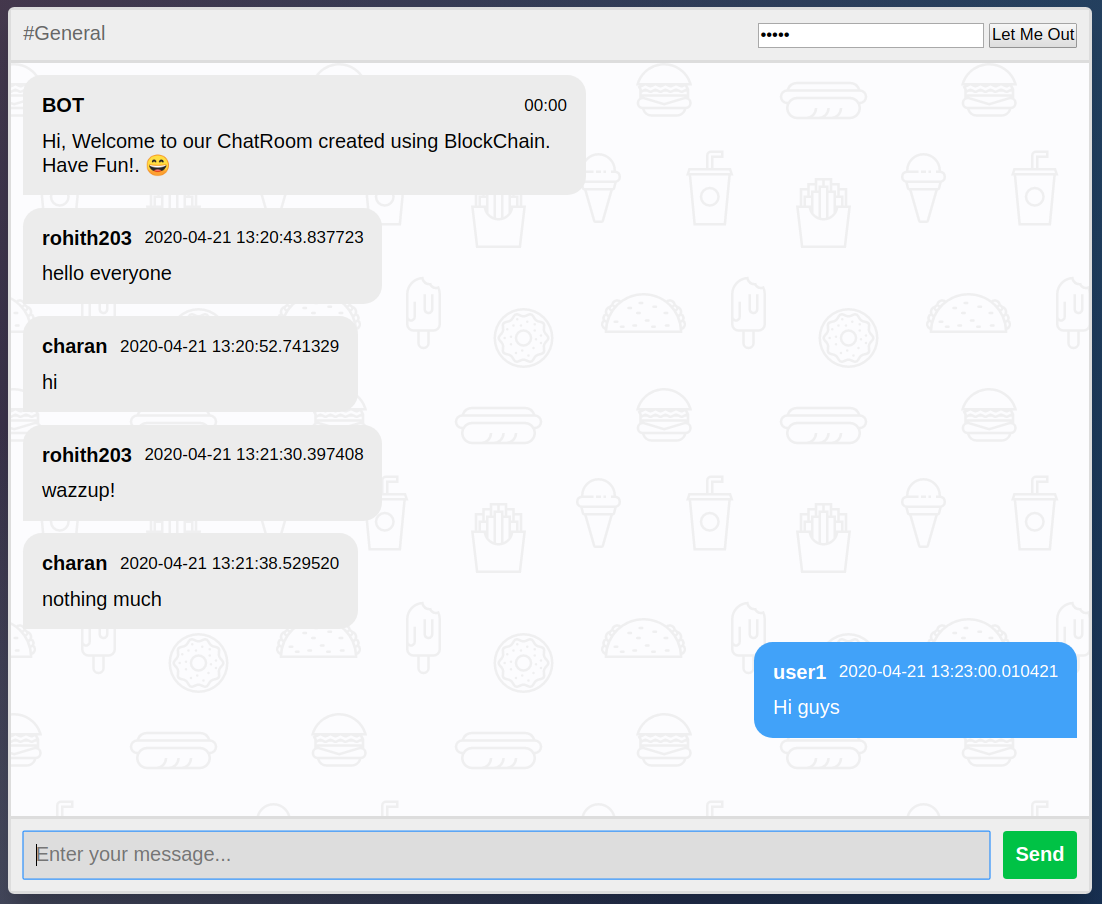 #General
•••••
Let Me Out
BOT 00:00
Hi, Welcome to our ChatRoom created using BlockChain.
Have Fun!. 😄
rohith203 2020-04-21 13:20:43.837723
hello everyone
charan 2020-04-21 13:20:52.741329
hi
rohith203 2020-04-21 13:21:30.397408
wazzup!
charan 2020-04-21 13:21:38.529520
nothing much
user1 2020-04-21 13:23:00.010421
Hi guys
Enter your message...
Send